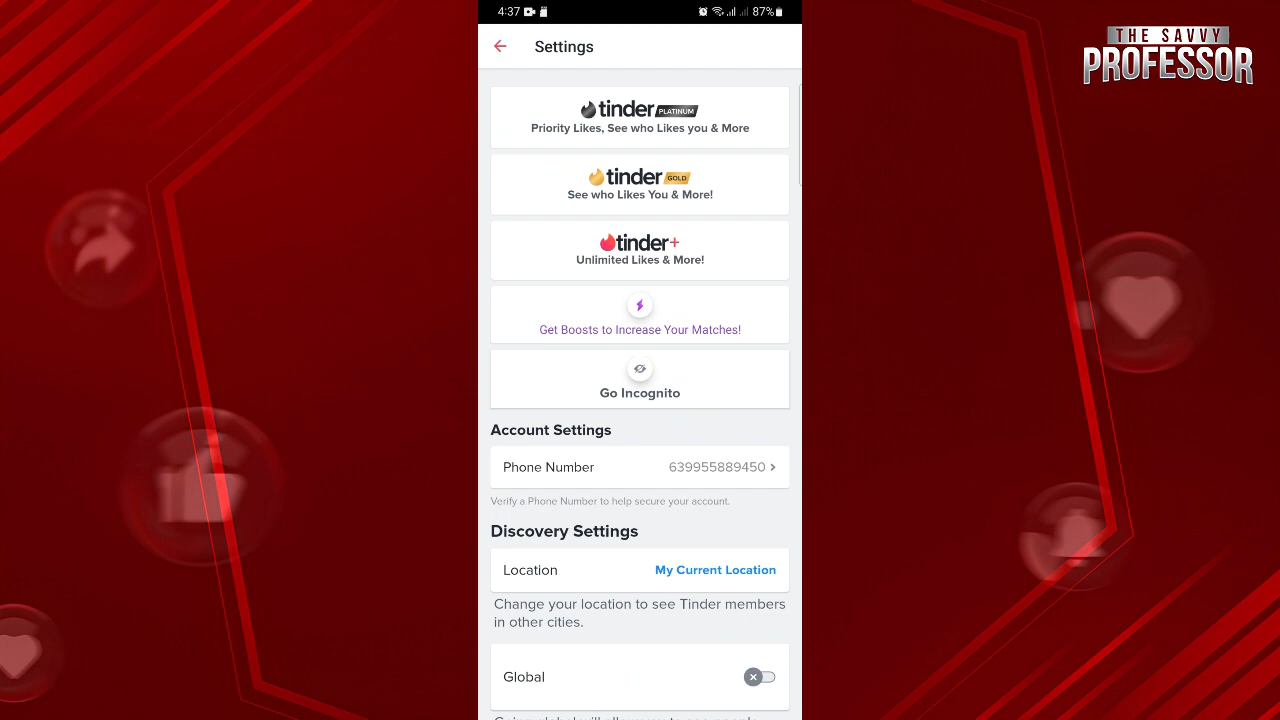 4:37
87%
THE SAVVY
PROFESSOR
Settings
tinder PLATINUM
Priority Likes, See who Likes you & More
tinder GOLD
See who Likes You & More!
tinder+
Unlimited Likes & More!
Get Boosts to Increase Your Matches!
Go Incognito
Account Settings
Phone Number 639955889450 >
Verify a Phone Number to help secure your account.
Discovery Settings
Location My Current Location
Change your location to see Tinder members
in other cities.
Global